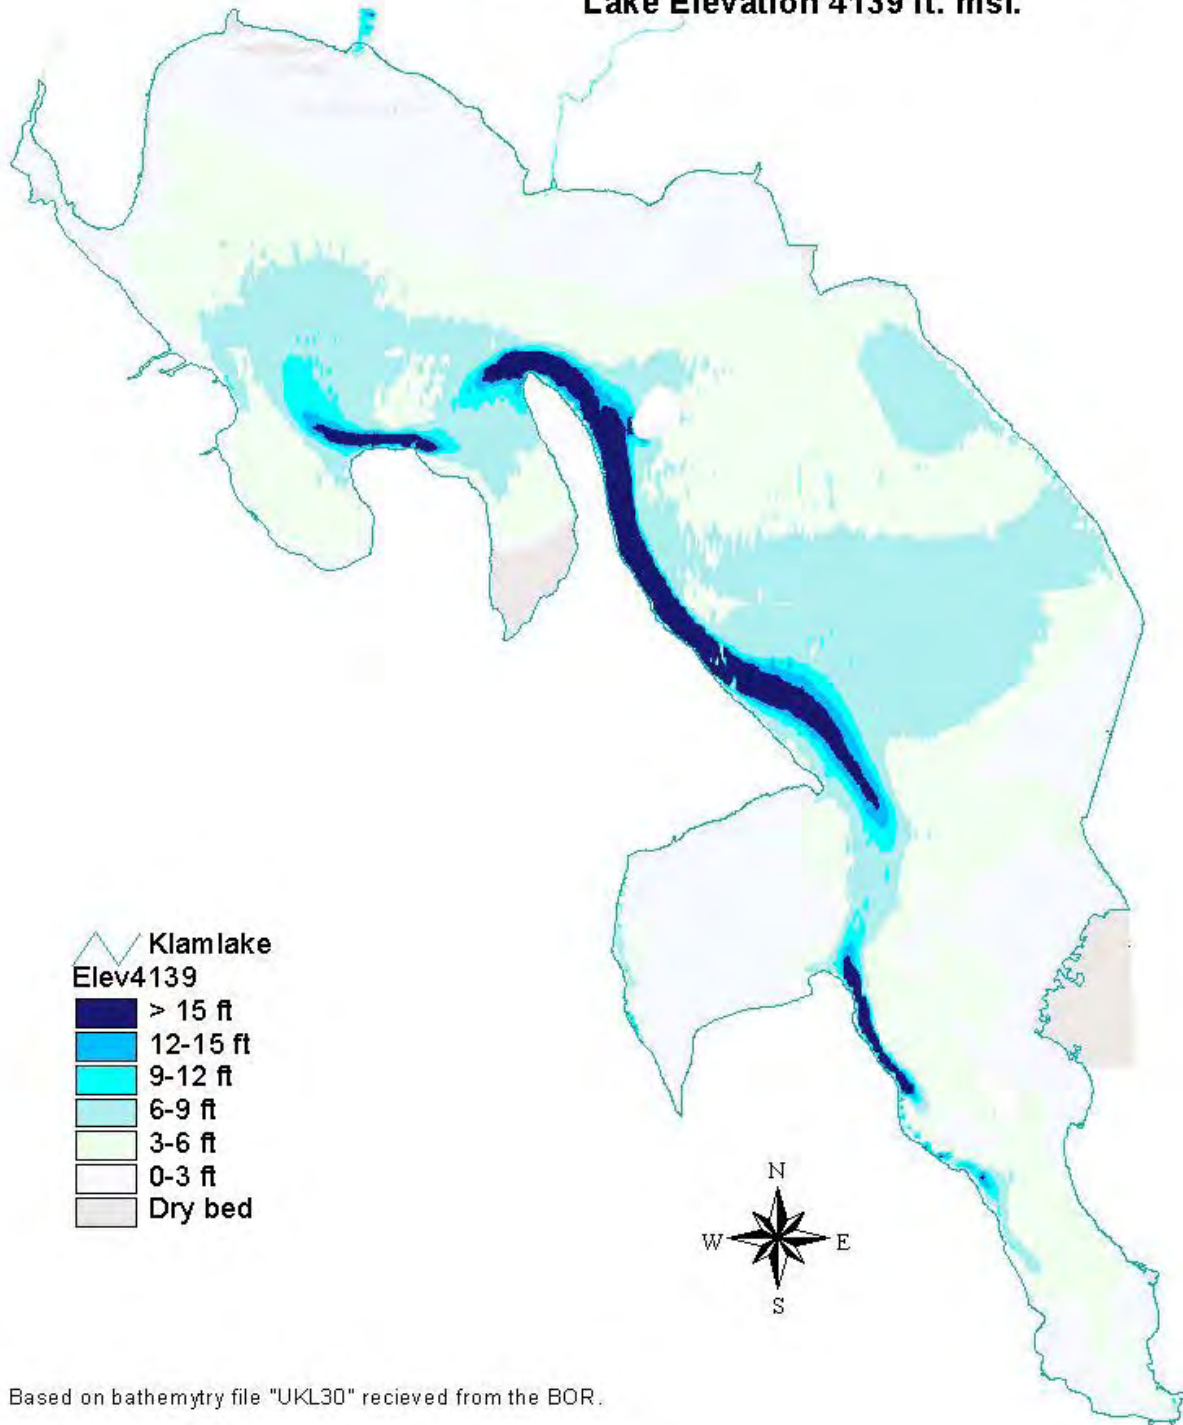 Lake Elevation 4139 ft. msl.
Klamlake
Elev4139
> 15 ft
12-15 ft
9-12 ft
6-9 ft
3-6 ft
0-3 ft
Dry bed
N
W E
S
Based on bathemytry file "UKL30" recieved from the BOR.